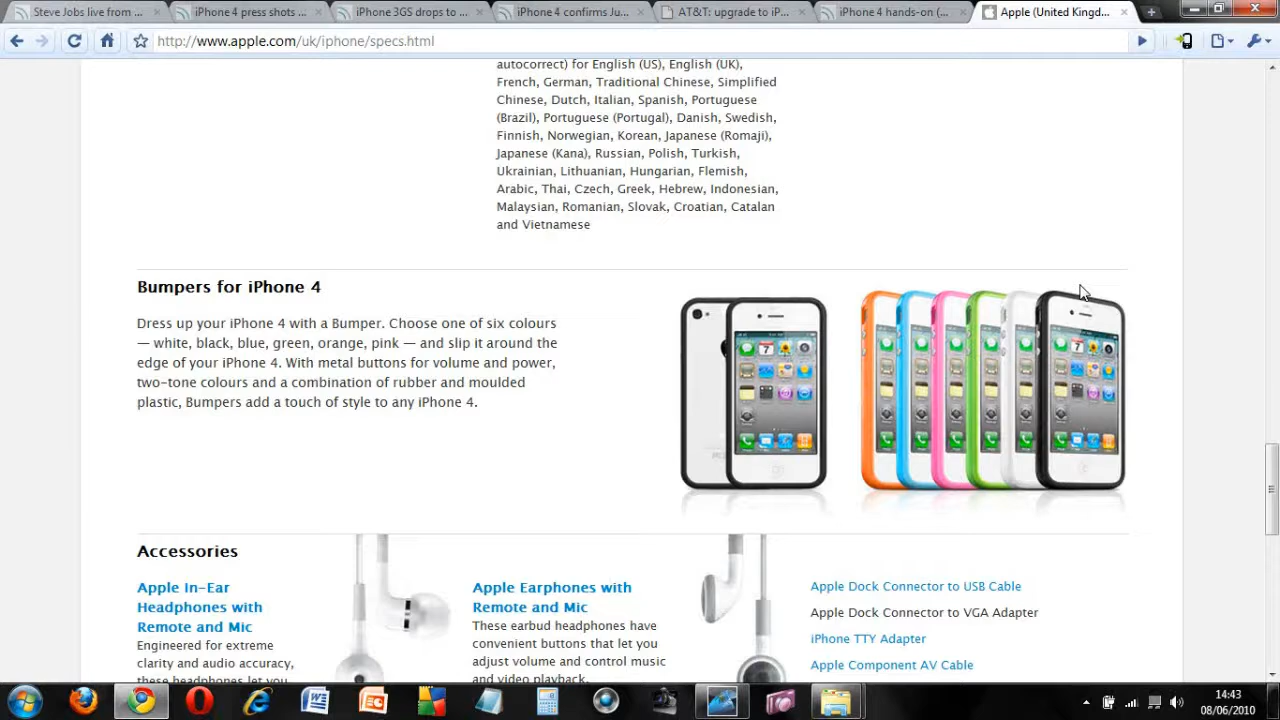 Steve Jobs live from ...
iPhone 4 press shots ...
iPhone 3GS drops to ...
iPhone 4 confirms Ju...
AT&T: upgrade to iP...
iPhone 4 hands-on (...
Apple (United Kingd...
http://www.apple.com/uk/iphone/specs.html
autocorrect) for English (US), English (UK),
French, German, Traditional Chinese, Simplified
Chinese, Dutch, Italian, Spanish, Portuguese
(Brazil), Portuguese (Portugal), Danish, Swedish,
Finnish, Norwegian, Korean, Japanese (Romaji),
Japanese (Kana), Russian, Polish, Turkish,
Ukrainian, Lithuanian, Hungarian, Flemish,
Arabic, Thai, Czech, Greek, Hebrew, Indonesian,
Malaysian, Romanian, Slovak, Croatian, Catalan
and Vietnamese
Bumpers for iPhone 4
Dress up your iPhone 4 with a Bumper. Choose one of six colours
— white, black, blue, green, orange, pink — and slip it around the
edge of your iPhone 4. With metal buttons for volume and power,
two-tone colours and a combination of rubber and moulded
plastic, Bumpers add a touch of style to any iPhone 4.
Accessories
Apple In-Ear
Headphones with
Remote and Mic
Engineered for extreme
clarity and audio accuracy,
these headphones let you
Apple Earphones with
Remote and Mic
These earbud headphones have
convenient buttons that let you
adjust volume and control music
and video playback.
Apple Dock Connector to USB Cable
Apple Dock Connector to VGA Adapter
iPhone TTY Adapter
Apple Component AV Cable
14:43
08/06/2010